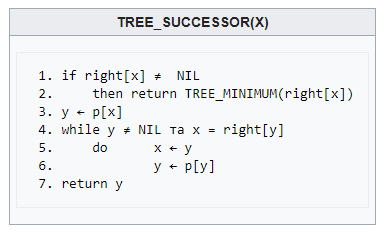 TREE_SUCCESSOR(X)
1. if right[x] ≠ NIL
2. then return TREE_MINIMUM(right[x])
3. y ← p[x]
4. while y ≠ NIL та x = right[y]
5. do x ← y
6. y ← p[y]
7. return y